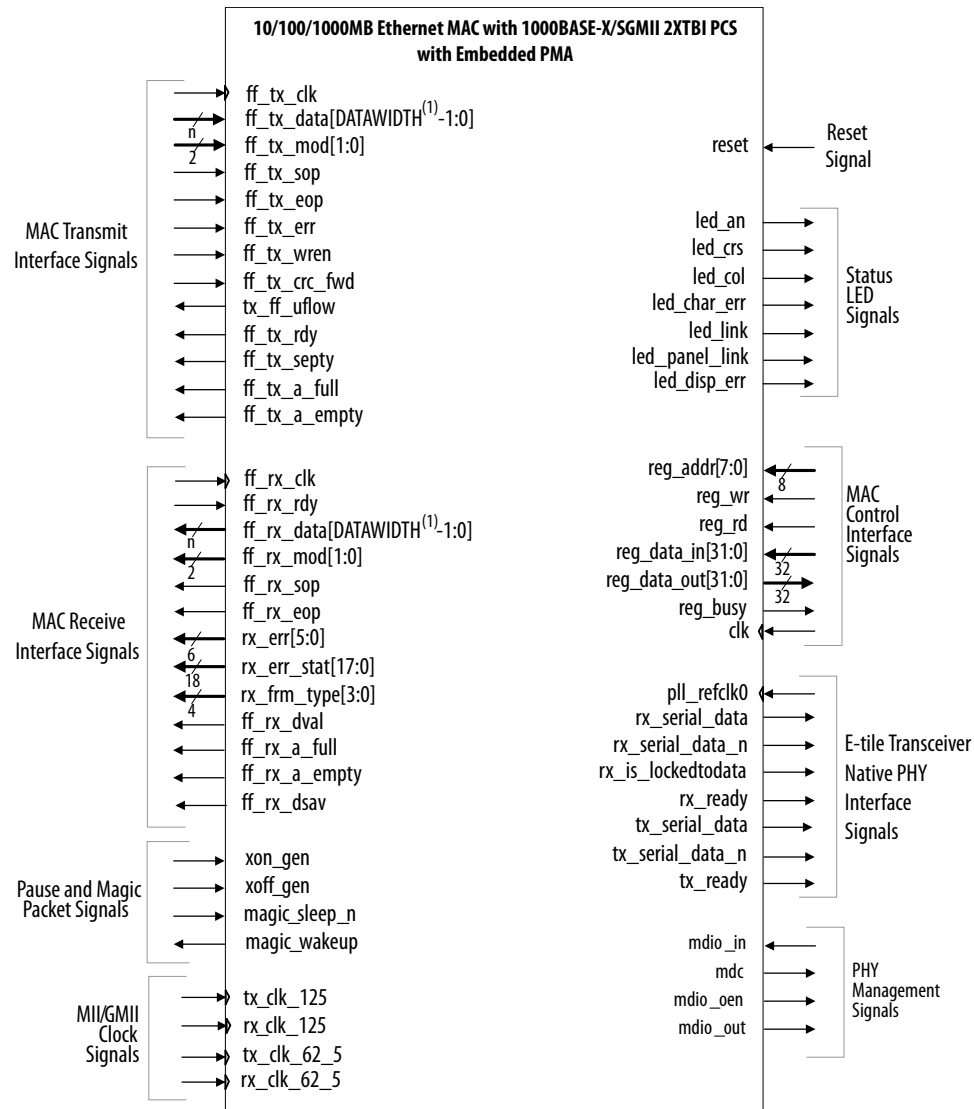 10/100/1000MB Ethernet MAC with 1000BASE-X/SGMII 2XTBI PCS
with Embedded PMA
MAC Transmit
Interface Signals
ff_tx_clk
ff_tx_data[DATAWIDTH(1)-1:0]
n
ff_tx_mod[1:0]
2
ff_tx_sop
ff_tx_eop
ff_tx_err
ff_tx_wren
ff_tx_crc_fwd
tx_ff_uflow
ff_tx_rdy
ff_tx_septy
ff_tx_a_full
ff_tx_a_empty
MAC Receive
Interface Signals
ff_rx_clk
ff_rx_rdy
ff_rx_data[DATAWIDTH(1)-1:0]
n
ff_rx_mod[1:0]
2
ff_rx_sop
ff_rx_eop
rx_err[5:0]
6
rx_err_stat[17:0]
18
rx_frm_type[3:0]
4
ff_rx_dval
ff_rx_a_full
ff_rx_a_empty
ff_rx_dsav
Pause and Magic
Packet Signals
xon_gen
xoff_gen
magic_sleep_n
magic_wakeup
MII/GMII
Clock
Signals
tx_clk_125
rx_clk_125
tx_clk_62_5
rx_clk_62_5
reset
Reset
Signal
led_an
led_crs
led_col
led_char_err
led_link
led_panel_link
led_disp_err
Status
LED
Signals
reg_addr[7:0]
8
reg_wr
reg_rd
reg_data_in[31:0]
32
reg_data_out[31:0]
32
reg_busy
clk
MAC
Control
Interface
Signals
pll_refclk0
rx_serial_data
rx_serial_data_n
rx_is_lockedtodata
rx_ready
tx_serial_data
tx_serial_data_n
tx_ready
E-tile Transceiver
Native PHY
Interface
Signals
mdio_in
mdc
mdio_oen
mdio_out
PHY
Management
Signals